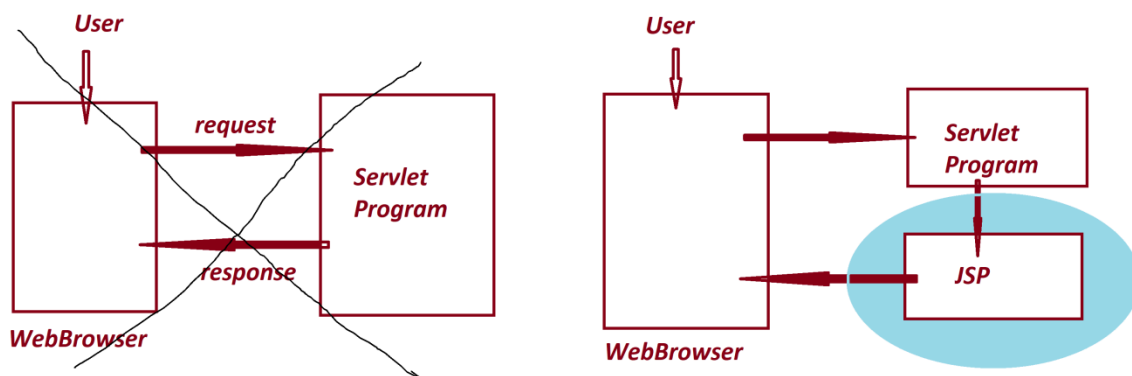 User
request
Servlet
Program
response
WebBrowser
User
Servlet
Program
JSP
WebBrowser